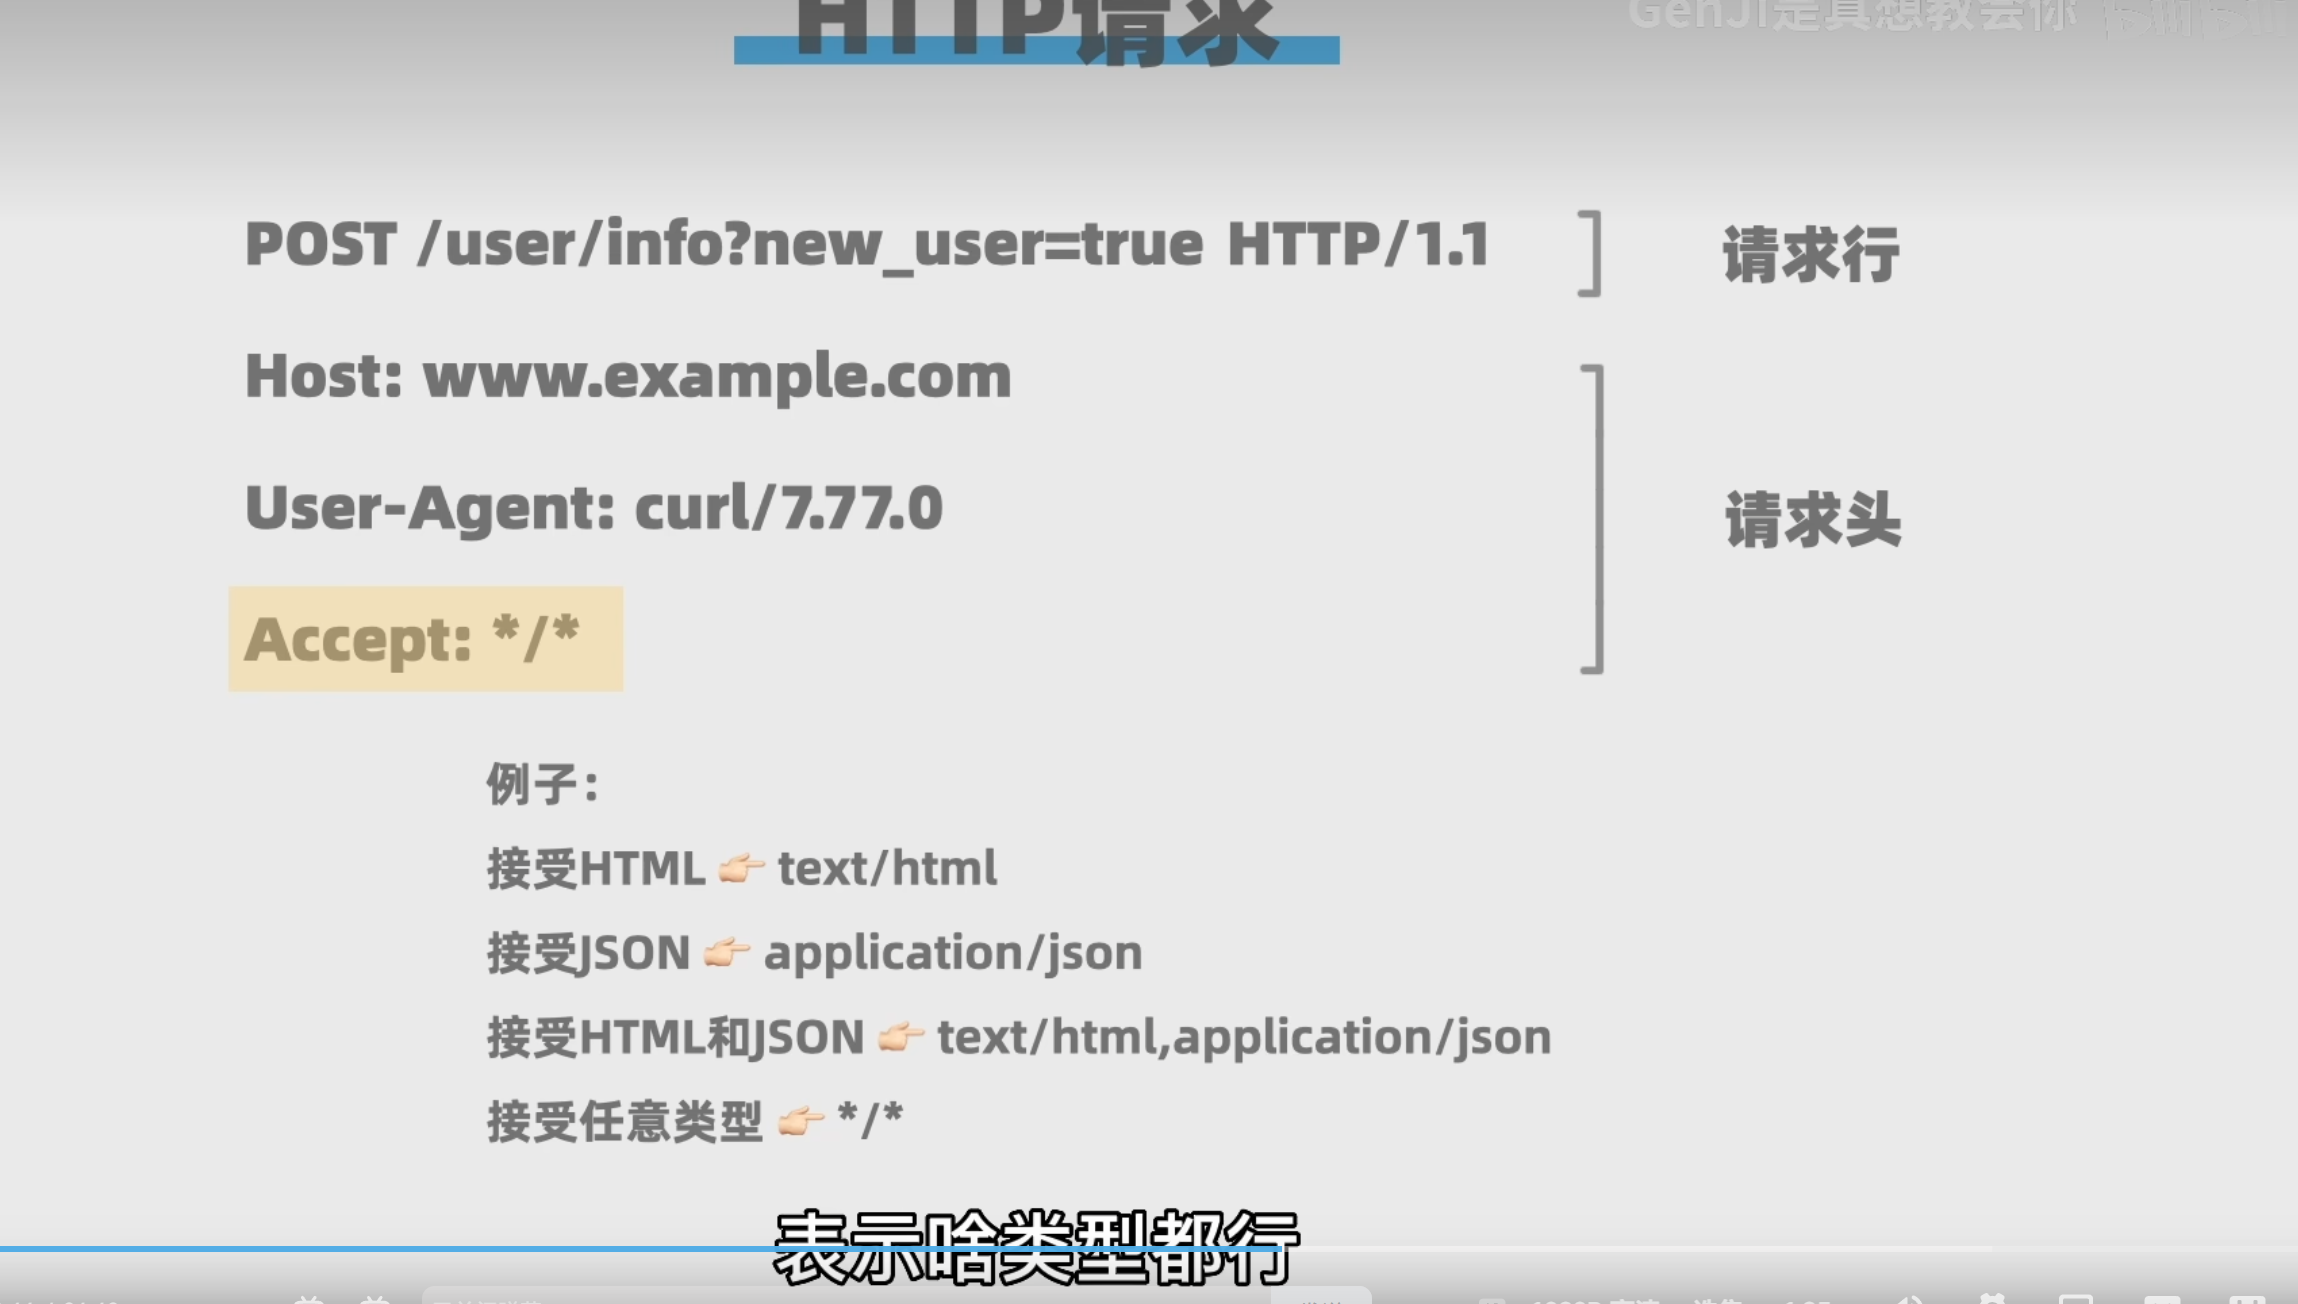 HTTP请求
GenJi是真想教会你 bilibili
POST /user/info?new_user=true HTTP/1.1
请求行
Host: www.example.com
User-Agent: curl/7.77.0
请求头
Accept: */*
例子：
接受HTML 👉🏻 text/html
接受JSON 👉🏻 application/json
接受HTML和JSON 👉🏻 text/html,application/json
接受任意类型 👉🏻 */*
表示啥类型都行